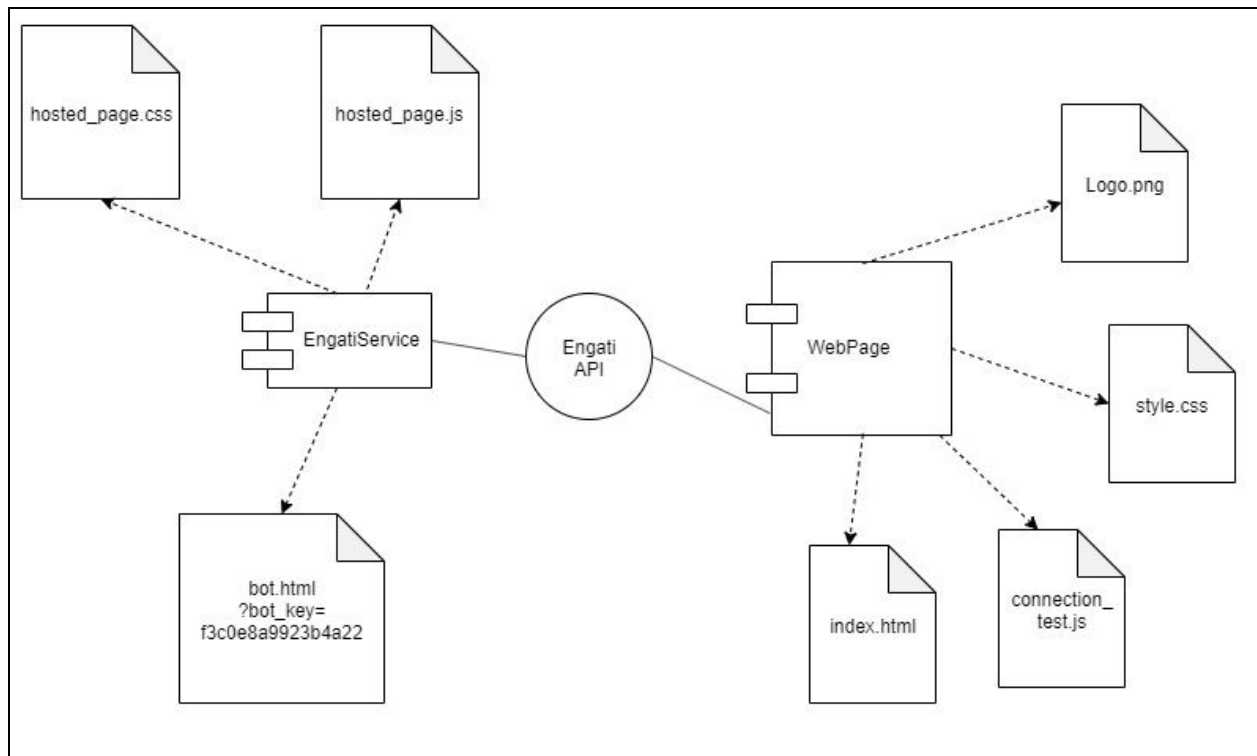 hosted_page.css
hosted_page.js
Logo.png
EngatiService
Engati
API
WebPage
style.css
bot.html
?bot_key=
f3c0e8a9923b4a22
index.html
connection_
test.js